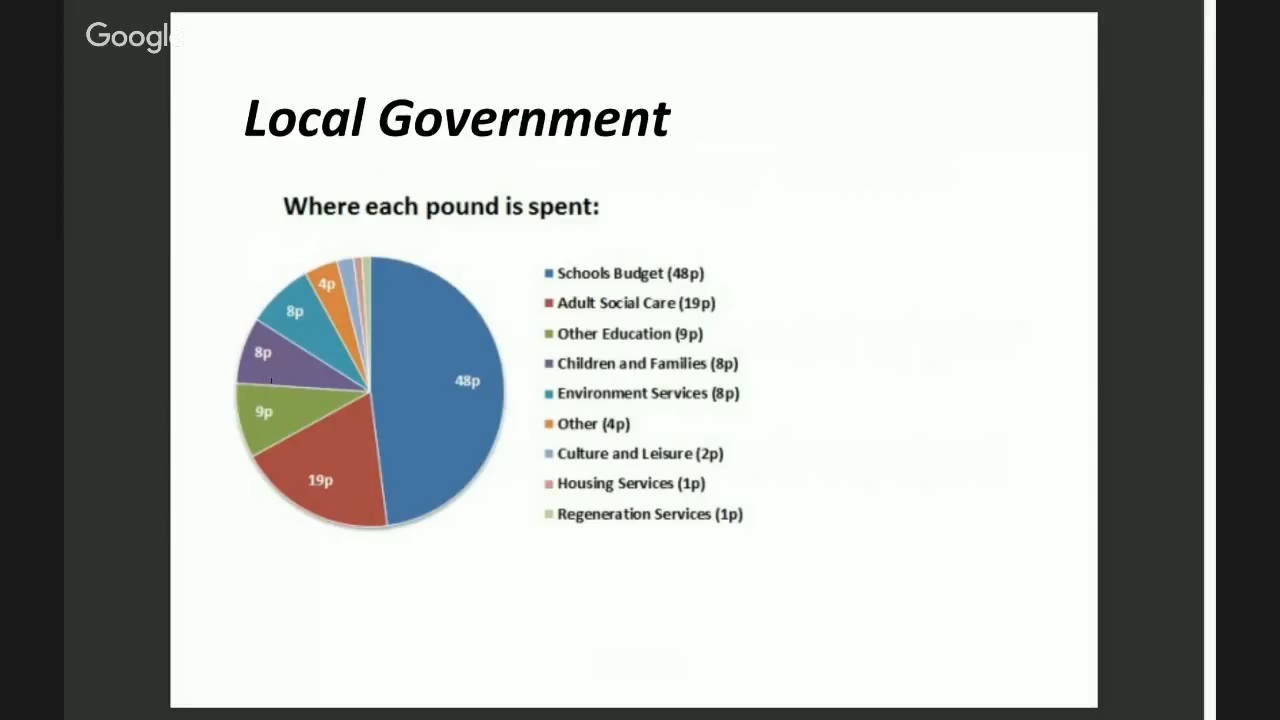 Google
Local Government
Where each pound is spent:
4p
8p
8p
48p
9p
19p
Schools Budget (48p)
Adult Social Care (19p)
Other Education (9p)
Children and Families (8p)
Environment Services (8p)
Other (4p)
Culture and Leisure (2p)
Housing Services (1p)
Regeneration Services (1p)